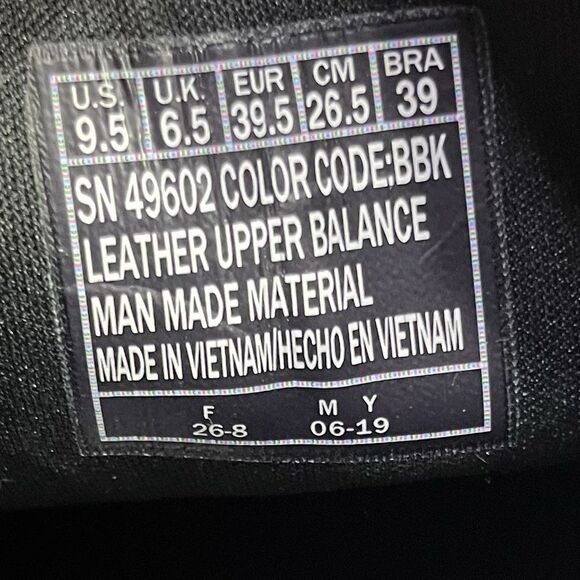 U.S. U.K. EUR CM BRA
9.5 6.5 39.5 26.5 39
SN 49602 COLOR CODE:BBK
LEATHER UPPER BALANCE
MAN MADE MATERIAL
MADE IN VIETNAM/HECHO EN VIETNAM
F M Y
26-8 06-19